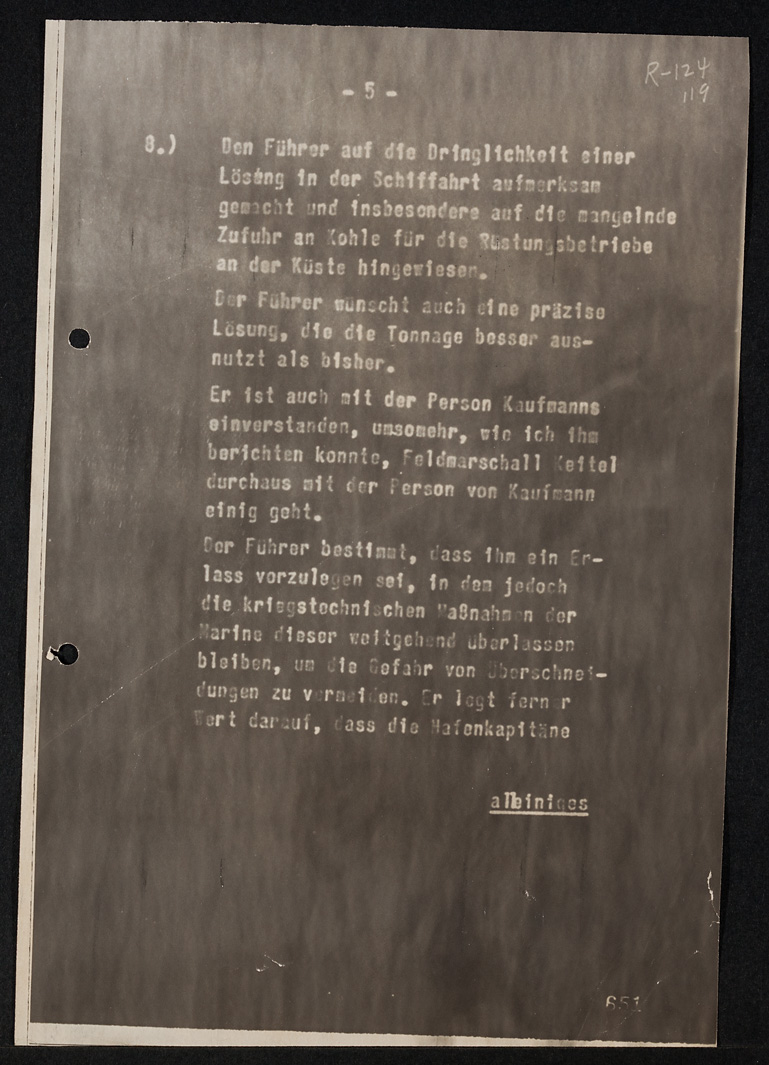 R-124
119
- 5 -
8.) Den Führer auf die Dringlichkeit einer
Lösung in der Schiffahrt aufmerksam
gemacht und insbesondere auf die mangelnde
Zufuhr an Kohle für die Rüstungsbetriebe
an der Küste hingewiesen.
Der Führer wünscht auch eine präzise
Lösung, die die Tonnage besser aus-
nutzt als bisher.
Er ist auch mit der Person Kaufmanns
einverstanden, umsomehr, wie ich ihm
berichten konnte, Feldmarschall Keitel
durchaus mit der Person von Kaufmann
einig geht.
Der Führer bestimmt, dass ihm ein Er-
lass vorzulegen sei, in dem jedoch
die kriegstechnischen Maßnahmen der
Marine dieser weitgehend überlassen
bleiben, um die Gefahr von Überschnei-
dungen zu vermeiden. Er legt ferner
Wert darauf, dass die Hafenkapitäne
alleiniges
651